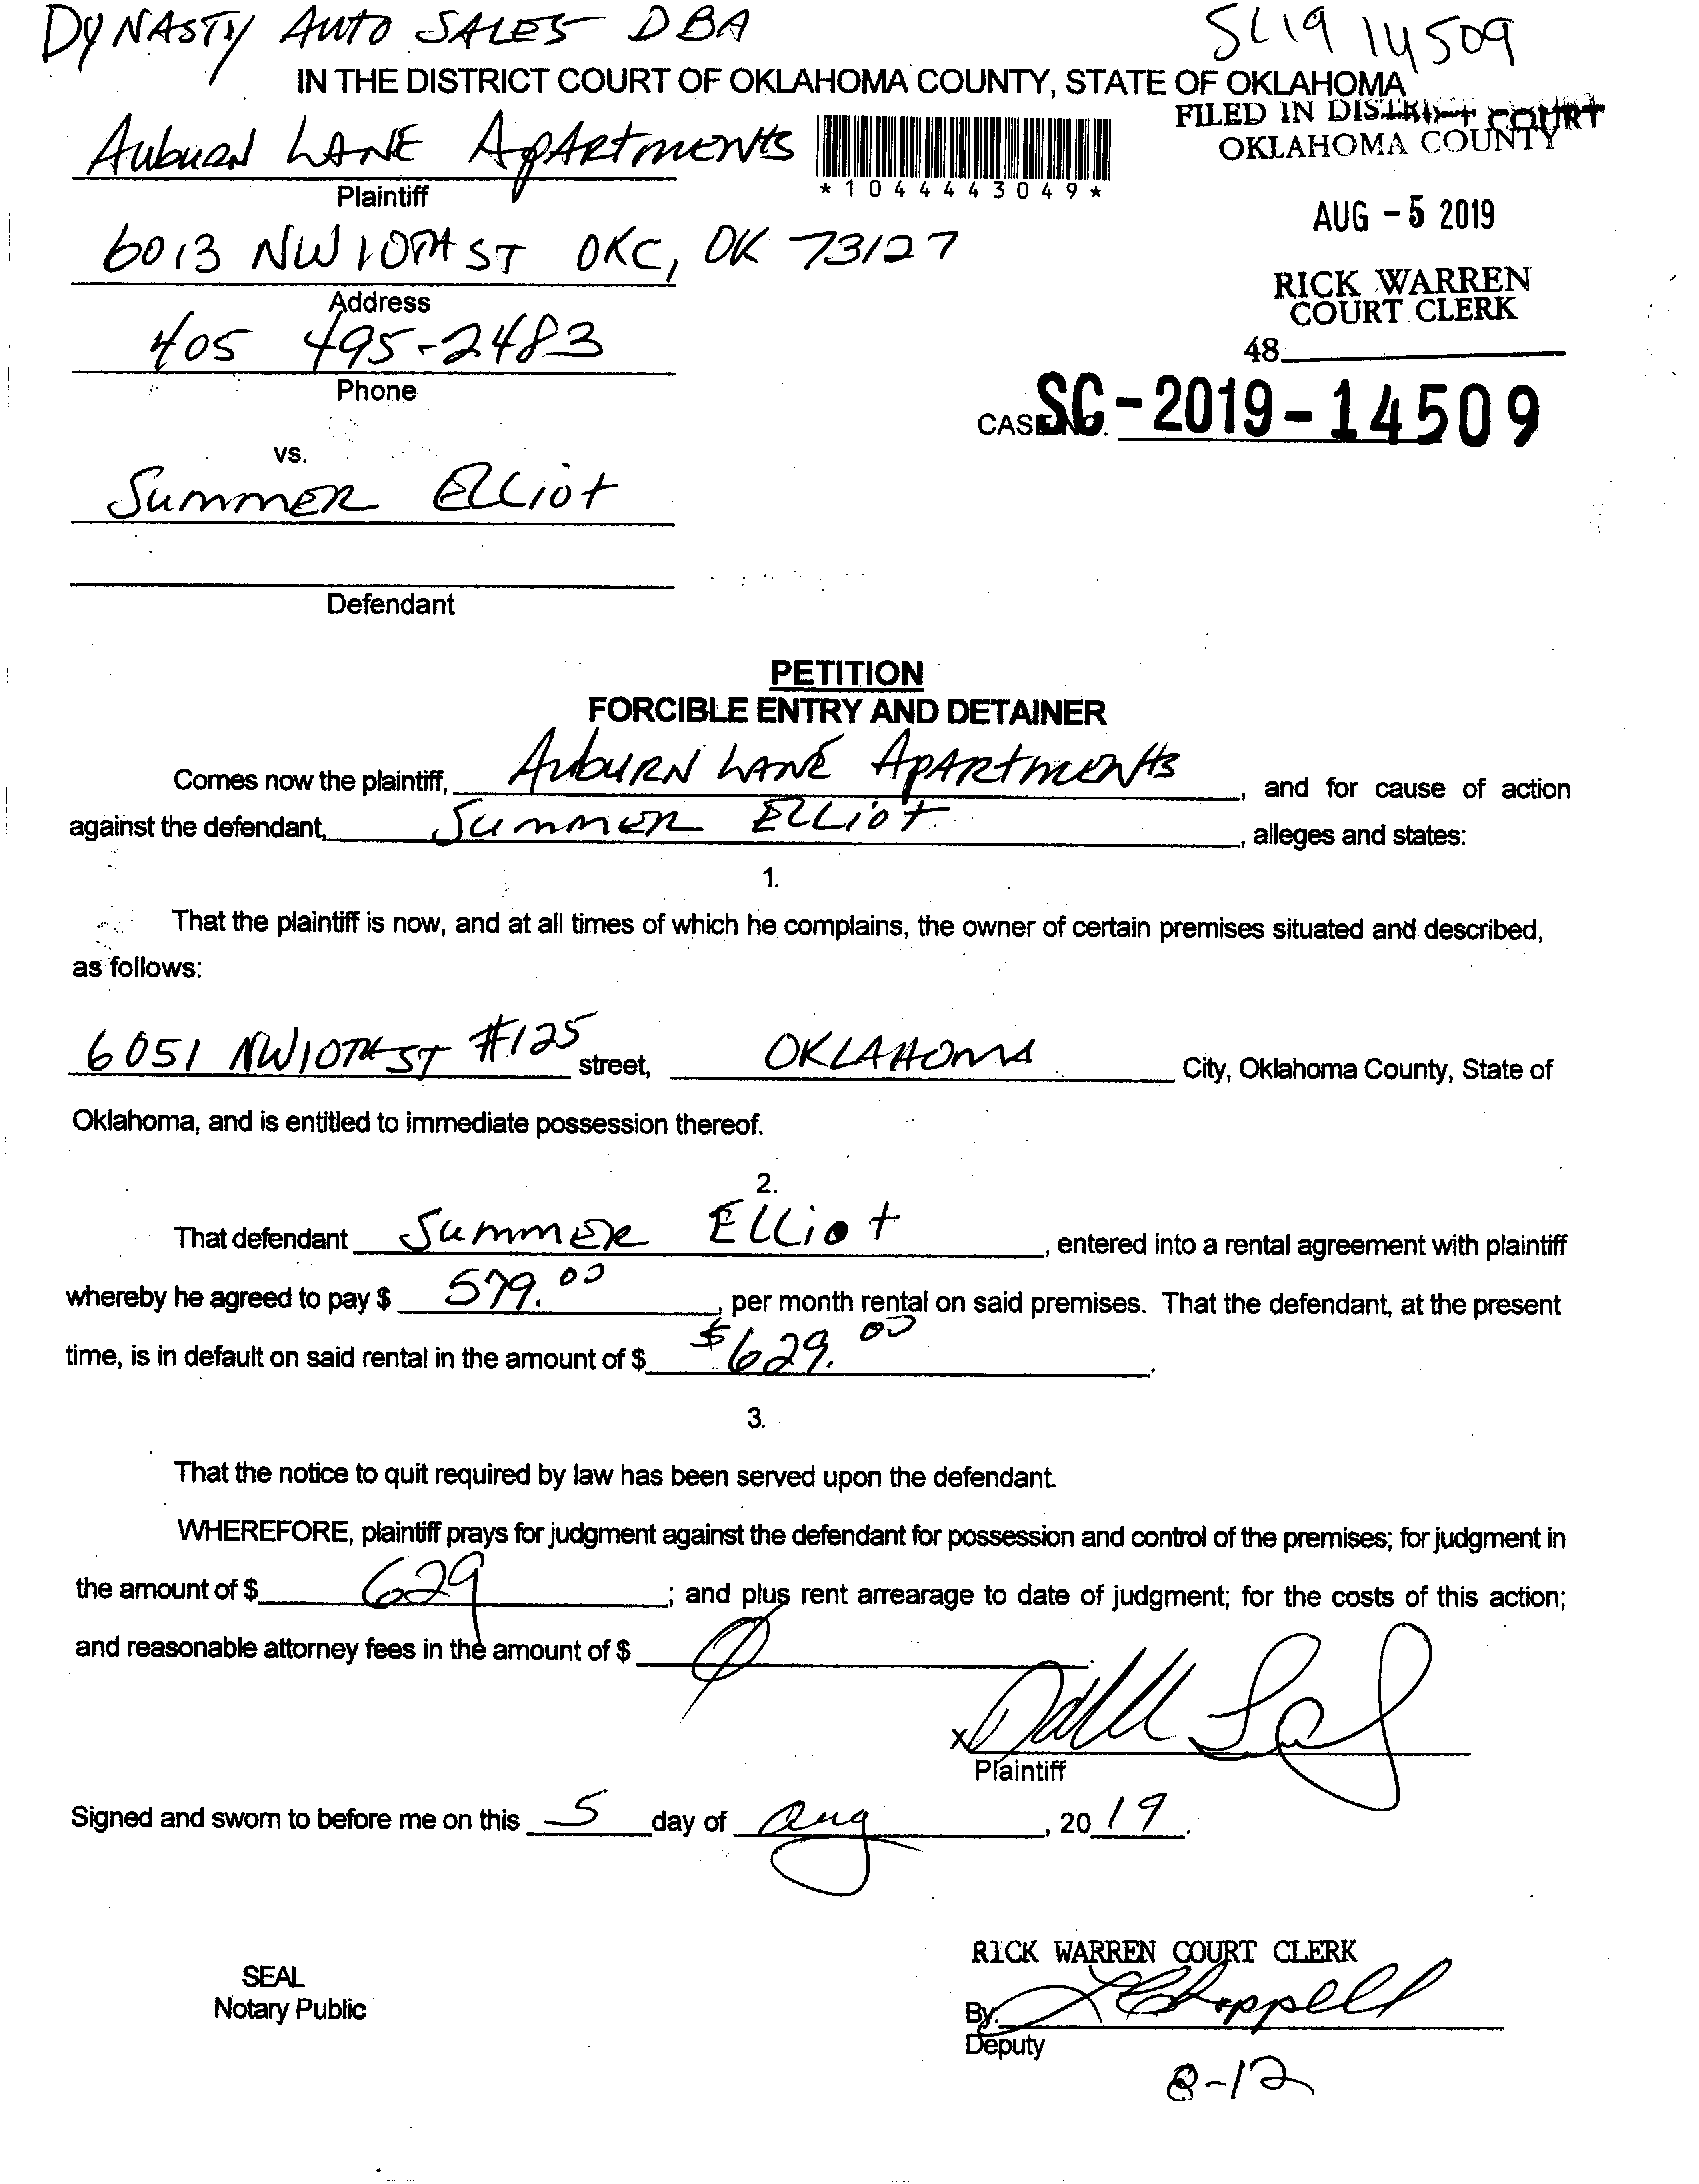 DYNASTY AUTO SALES DBA
SC19 14509
IN THE DISTRICT COURT OF OKLAHOMA COUNTY, STATE OF OKLAHOMA
FILED IN DISTRICT COURT
OKLAHOMA COUNTY
Auburn LANE ApARtments
*1044443049*
Plaintiff
AUG - 5 2019
6013 NW 10TH ST OKC, OK 73127
RICK WARREN
COURT CLERK
Address
405 495-2483
48
Phone
CASE NO. SC-2019-14509
vs.
SummER Elliot
Defendant
PETITION
FORCIBLE ENTRY AND DETAINER
Comes now the plaintiff, AuburN LANE ApARtments, and for cause of action
against the defendant, Summer Elliot, alleges and states:
1.
That the plaintiff is now, and at all times of which he complains, the owner of certain premises situated and described,
as follows:
6051 NW 10TH ST #125 street, OKLAHOMA City, Oklahoma County, State of
Oklahoma, and is entitled to immediate possession thereof.
2.
That defendant SummER Elliot, entered into a rental agreement with plaintiff
whereby he agreed to pay $ 579.00, per month rental on said premises. That the defendant, at the present
time, is in default on said rental in the amount of $ $629.00.
3.
That the notice to quit required by law has been served upon the defendant.
WHEREFORE, plaintiff prays for judgment against the defendant for possession and control of the premises; for judgment in
the amount of $ 629; and plus rent arrearage to date of judgment; for the costs of this action;
and reasonable attorney fees in the amount of $ 0
x
Plaintiff
Signed and sworn to before me on this 5 day of Aug, 20 19.
RICK WARREN COURT CLERK
SEAL
Notary Public
By: Chappell
Deputy
8-12